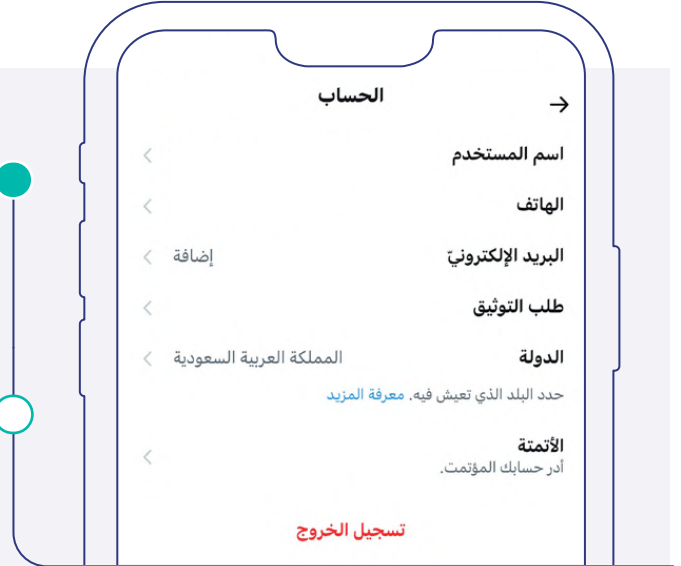 الحساب
اسم المستخدم
الهاتف
البريد الإلكترونيّ إضافة
طلب التوثيق
الدولة المملكة العربية السعودية
حدد البلد الذي تعيش فيه. معرفة المزيد
الأتمتة
أدر حسابك المؤتمت.
تسجيل الخروج